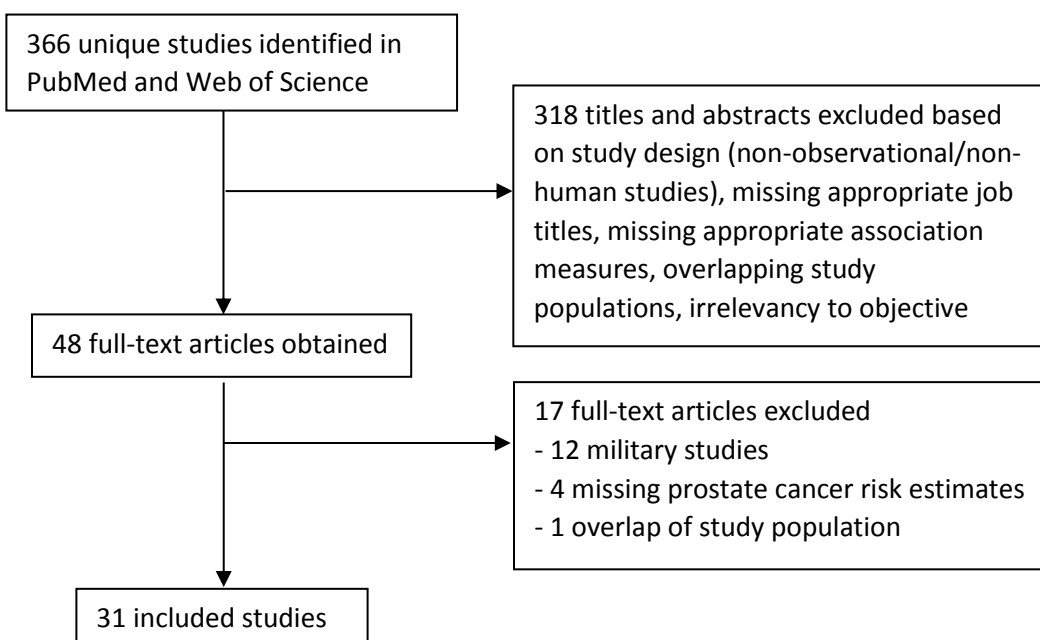 366 unique studies identified in
PubMed and Web of Science
318 titles and abstracts excluded based
on study design (non-observational/non-
human studies), missing appropriate job
titles, missing appropriate association
measures, overlapping study
populations, irrelevancy to objective
48 full-text articles obtained
17 full-text articles excluded
- 12 military studies
- 4 missing prostate cancer risk estimates
- 1 overlap of study population
31 included studies